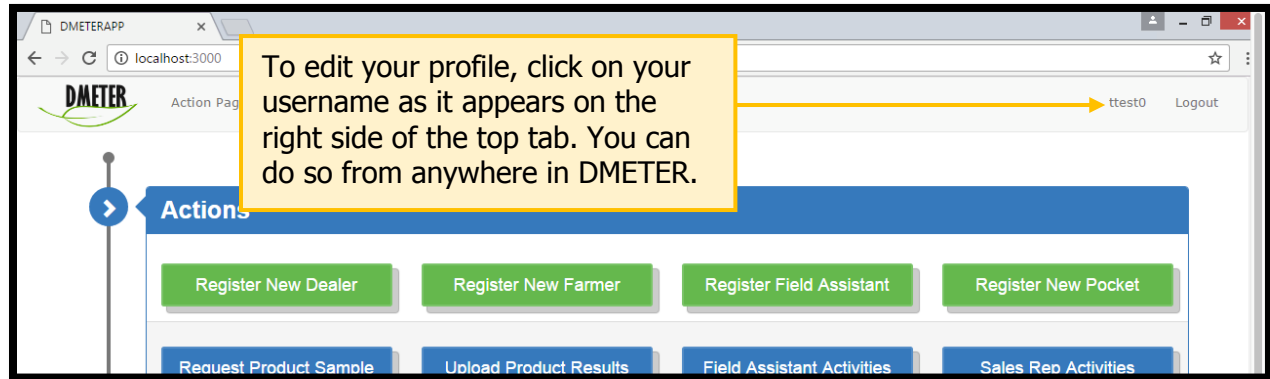 DMETERAPP
localhost:3000
DMETER
Action Pag
ttest0
Logout
To edit your profile, click on your
username as it appears on the
right side of the top tab. You can
do so from anywhere in DMETER.
Actions
Register New Dealer
Register New Farmer
Register Field Assistant
Register New Pocket
Request Product Sample
Upload Product Results
Field Assistant Activities
Sales Rep Activities